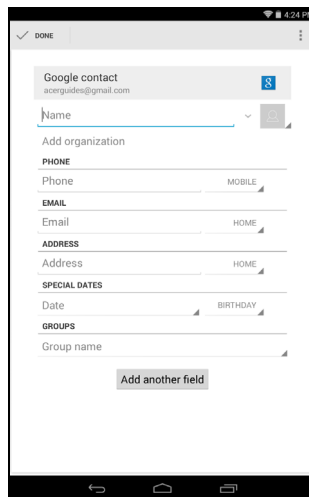 4:24 PM
DONE
Google contact
acerguides@gmail.com
8
Name
Add organization
PHONE
Phone MOBILE
EMAIL
Email HOME
ADDRESS
Address HOME
SPECIAL DATES
Date BIRTHDAY
GROUPS
Group name
Add another field